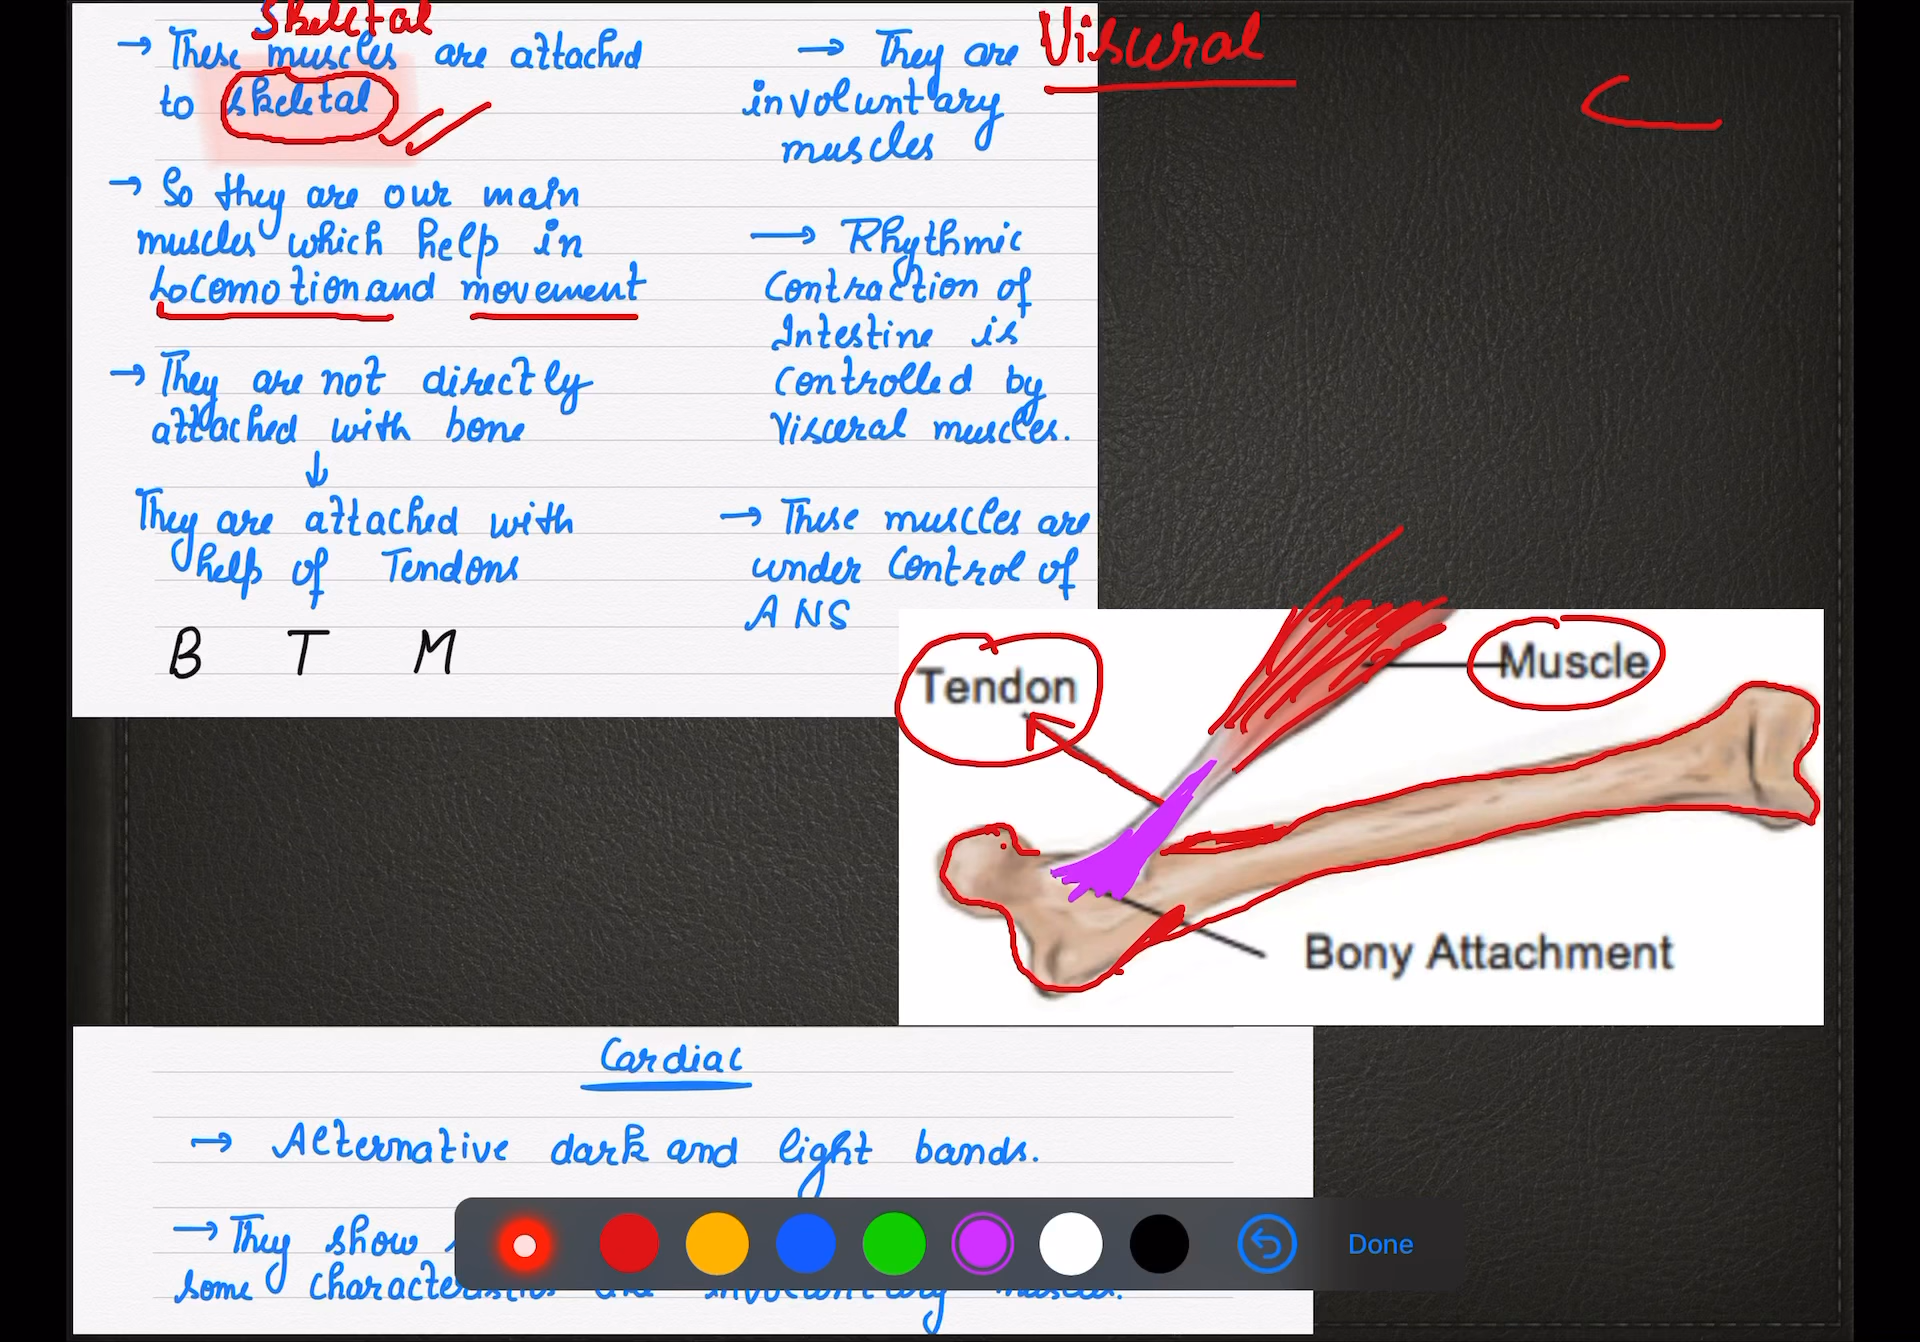 Skeletal
→ These muscles are attached
to skeletal
→ So they are our main
muscles which help in
Locomotion and movement
→ They are not directly
attached with bone
↓
They are attached with
help of Tendons
B T M
Visceral
→ They are
involuntary
muscles
→ Rhythmic
Contraction of
Intestine is
controlled by
Visceral muscles.
→ These muscles are
under Control of
ANS
Tendon
Muscle
Bony Attachment
Cardiac
→ Alternative dark and light bands.
→ They show
some
Done